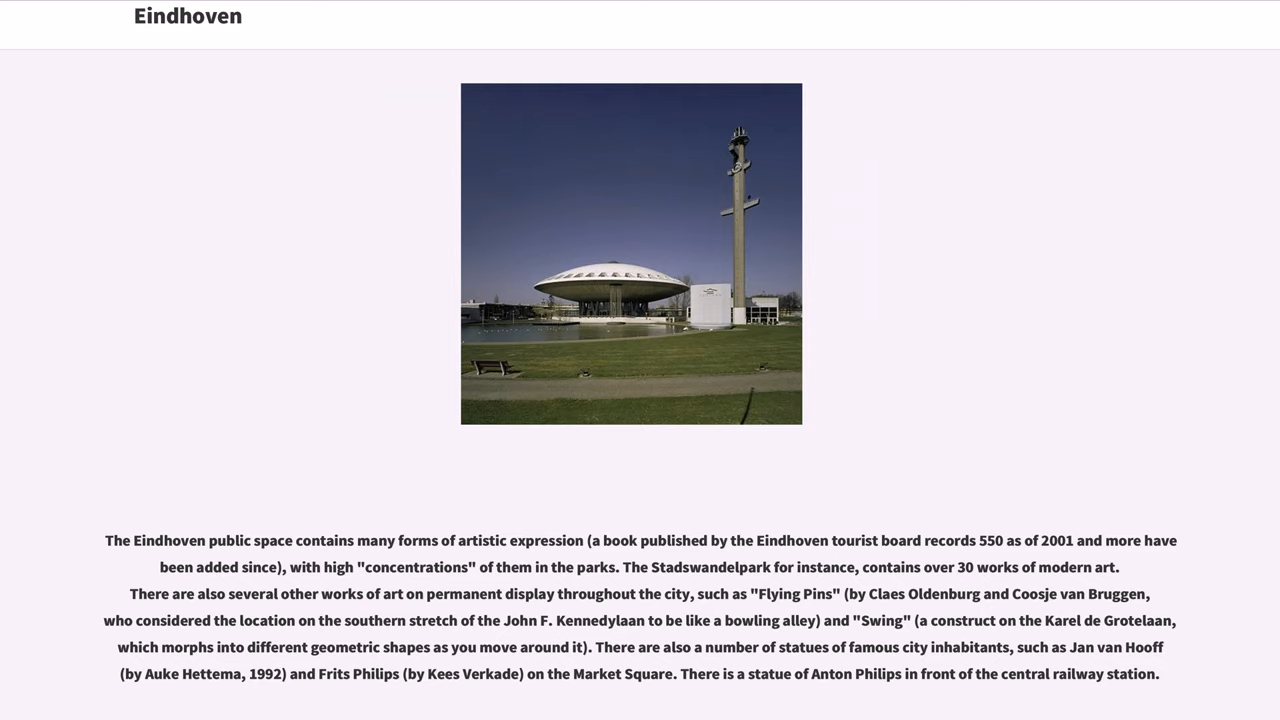 Eindhoven
The Eindhoven public space contains many forms of artistic expression (a book published by the Eindhoven tourist board records 550 as of 2001 and more have
been added since), with high "concentrations" of them in the parks. The Stadswandelpark for instance, contains over 30 works of modern art.
There are also several other works of art on permanent display throughout the city, such as "Flying Pins" (by Claes Oldenburg and Coosje van Bruggen,
who considered the location on the southern stretch of the John F. Kennedylaan to be like a bowling alley) and "Swing" (a construct on the Karel de Grotelaan,
which morphs into different geometric shapes as you move around it). There are also a number of statues of famous city inhabitants, such as Jan van Hooff
(by Auke Hettema, 1992) and Frits Philips (by Kees Verkade) on the Market Square. There is a statue of Anton Philips in front of the central railway station.